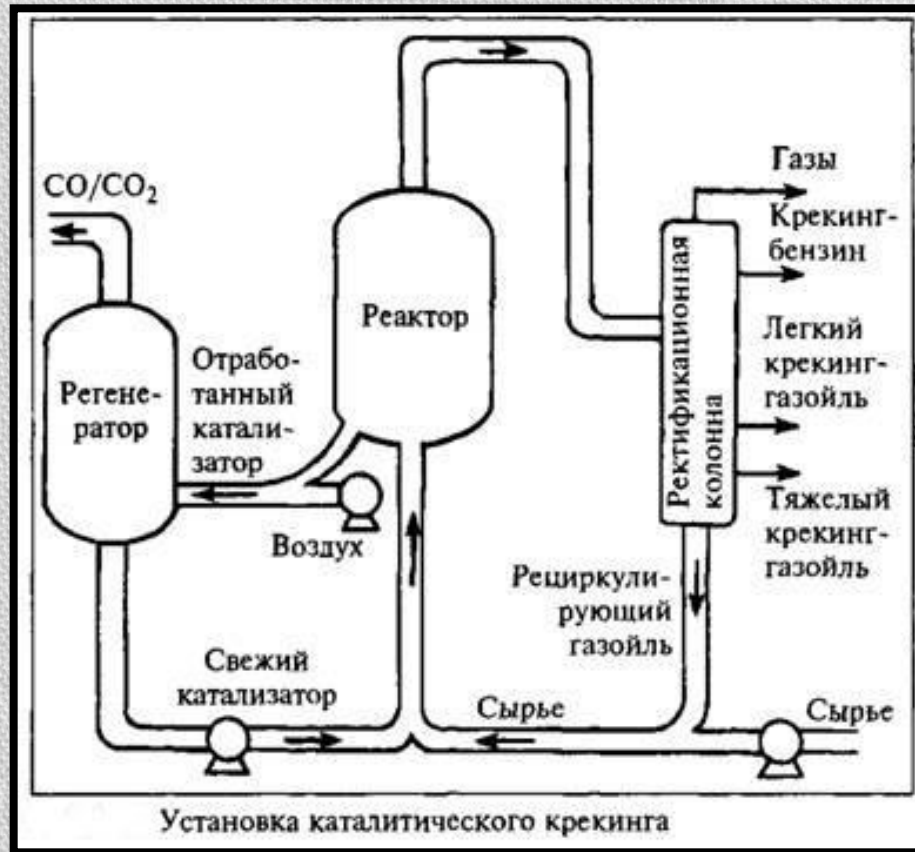 CO/CO₂
Газы
Крекинг-
бензин
Легкий
крекинг-
газойль
Тяжелый
крекинг-
газойль
Ректификационная
колонна
Реактор
Регене-
ратор
Отрабо-
танный
катали-
затор
Воздух
Рециркули-
рующий
газойль
Свежий
катализатор
Сырье
Сырье
Установка каталитического крекинга